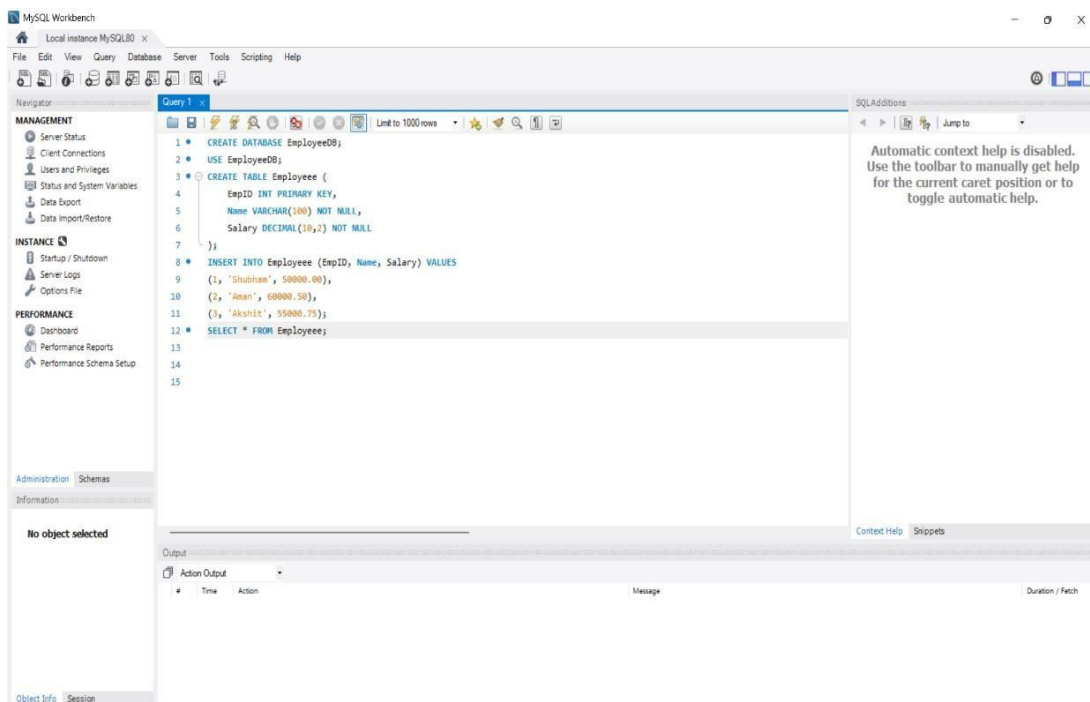 MySQL Workbench
Local instance MySQL80
File Edit View Query Database Server Tools Scripting Help
Navigator
MANAGEMENT
Server Status
Client Connections
Users and Privileges
Status and System Variables
Data Export
Data Import/Restore
INSTANCE
Startup / Shutdown
Server Logs
Options File
PERFORMANCE
Dashboard
Performance Reports
Performance Schema Setup
Administration Schemas
Information
No object selected
Object Info Session
Query 1
Limit to 1000 rows
1 CREATE DATABASE EmployeeDB;
2 USE EmployeeDB;
3 CREATE TABLE Employeee (
4 EmpID INT PRIMARY KEY,
5 Name VARCHAR(100) NOT NULL,
6 Salary DECIMAL(10,2) NOT NULL
7 );
8 INSERT INTO Employeee (EmpID, Name, Salary) VALUES
9 (1, 'Shubham', 50000.00),
10 (2, 'Aman', 60000.50),
11 (3, 'Akshit', 55000.75);
12 SELECT * FROM Employeee;
13
14
15
SQLAdditions
Jump to
Automatic context help is disabled.
Use the toolbar to manually get help
for the current caret position or to
toggle automatic help.
Context Help Snippets
Output
Action Output
# Time Action Message Duration / Fetch